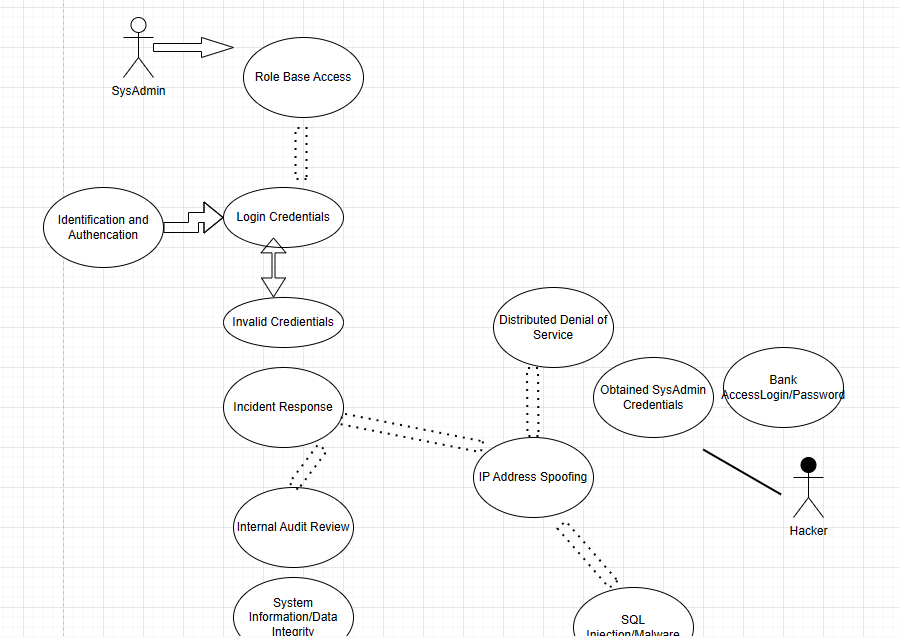 SysAdmin
Role Base Access
Identification and
Authencation
Login Credentials
Invalid Credientials
Distributed Denial of
Service
Obtained SysAdmin
Credentials
Bank
AccessLogin/Password
Incident Response
IP Address Spoofing
Hacker
Internal Audit Review
System
Information/Data
Integrity
SQL
Injection/Malware